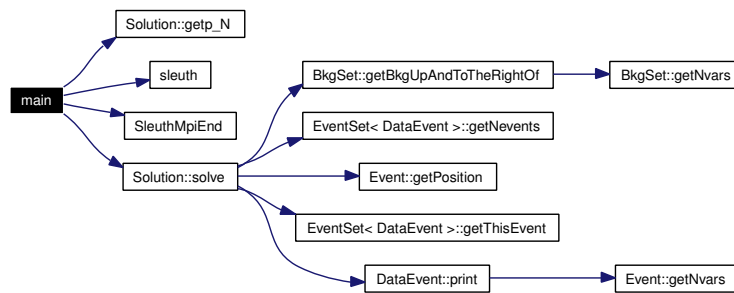 Solution::getp_N
sleuth
main
SleuthMpiEnd
Solution::solve
BkgSet::getBkgUpAndToTheRightOf
BkgSet::getNvars
EventSet< DataEvent >::getNevents
Event::getPosition
EventSet< DataEvent >::getThisEvent
DataEvent::print
Event::getNvars